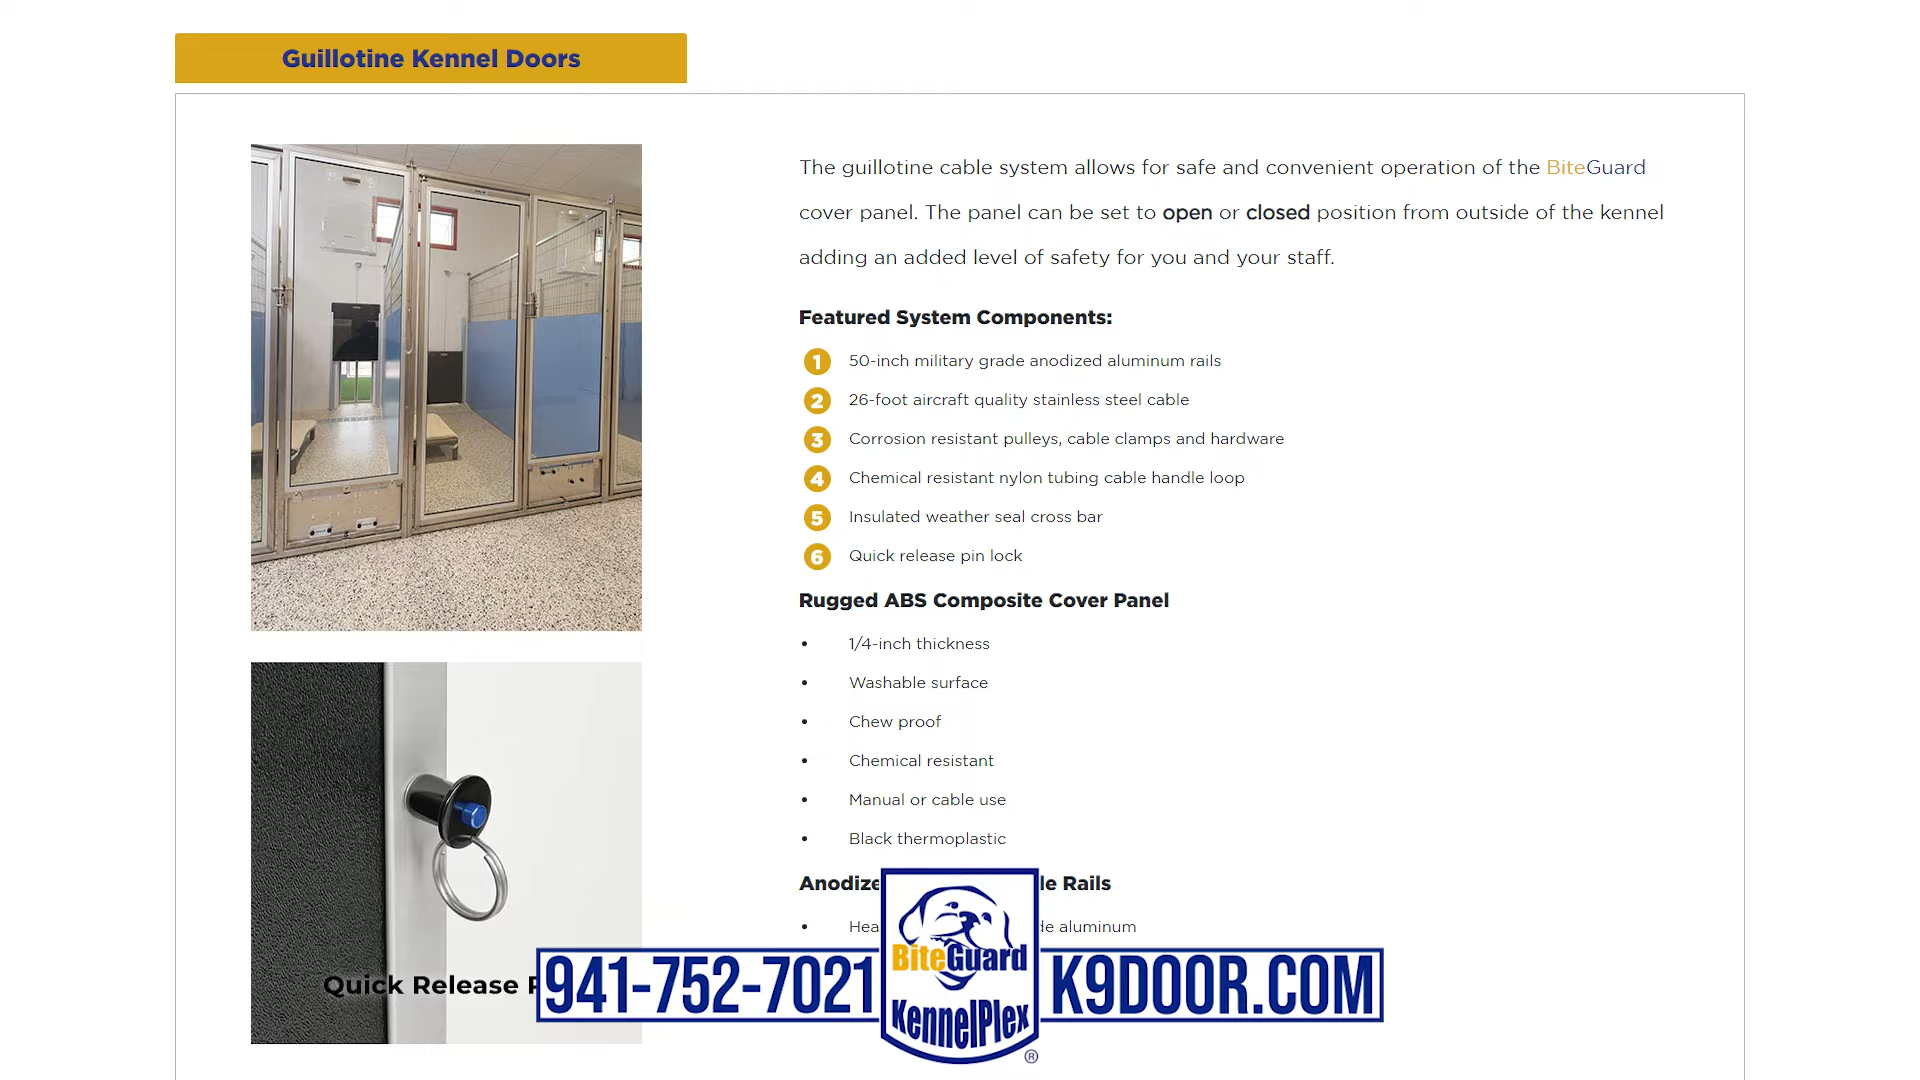 Guillotine Kennel Doors
The guillotine cable system allows for safe and convenient operation of the BiteGuard
cover panel. The panel can be set to open or closed position from outside of the kennel
adding an added level of safety for you and your staff.
Featured System Components:
1 50-inch military grade anodized aluminum rails
2 26-foot aircraft quality stainless steel cable
3 Corrosion resistant pulleys, cable clamps and hardware
4 Chemical resistant nylon tubing cable handle loop
5 Insulated weather seal cross bar
6 Quick release pin lock
Rugged ABS Composite Cover Panel
• 1/4-inch thickness
• Washable surface
• Chew proof
• Chemical resistant
• Manual or cable use
• Black thermoplastic
Rails
• aluminum
Quick Release
941-752-7021
BiteGuard
KennelPlex
®
K9DOOR.COM